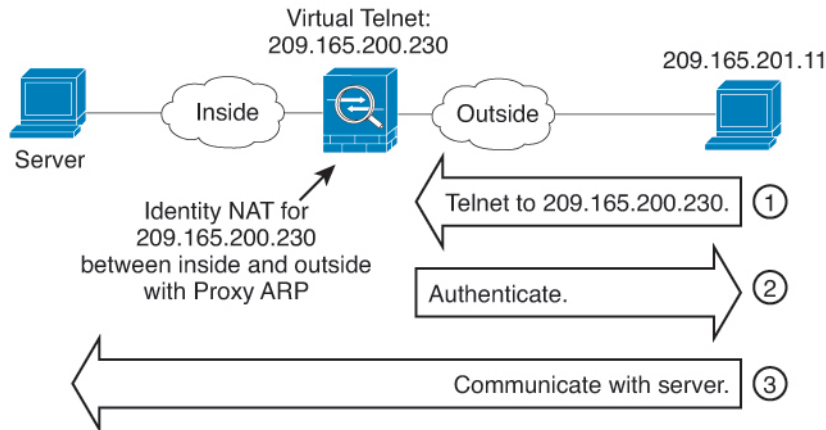 Virtual Telnet:
209.165.200.230
209.165.201.11
Inside
Outside
Server
Identity NAT for
209.165.200.230
between inside and outside
with Proxy ARP
Telnet to 209.165.200.230.
1
Authenticate.
2
Communicate with server.
3